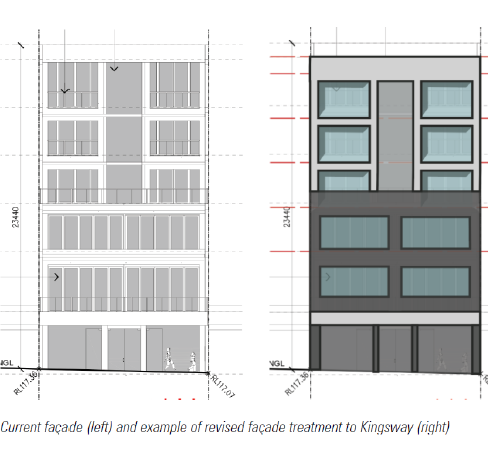 23440
23440
NGL
RL117.36
RL117.07
NGL
RL117.36
Current façade (left) and example of revised façade treatment to Kingsway (right)